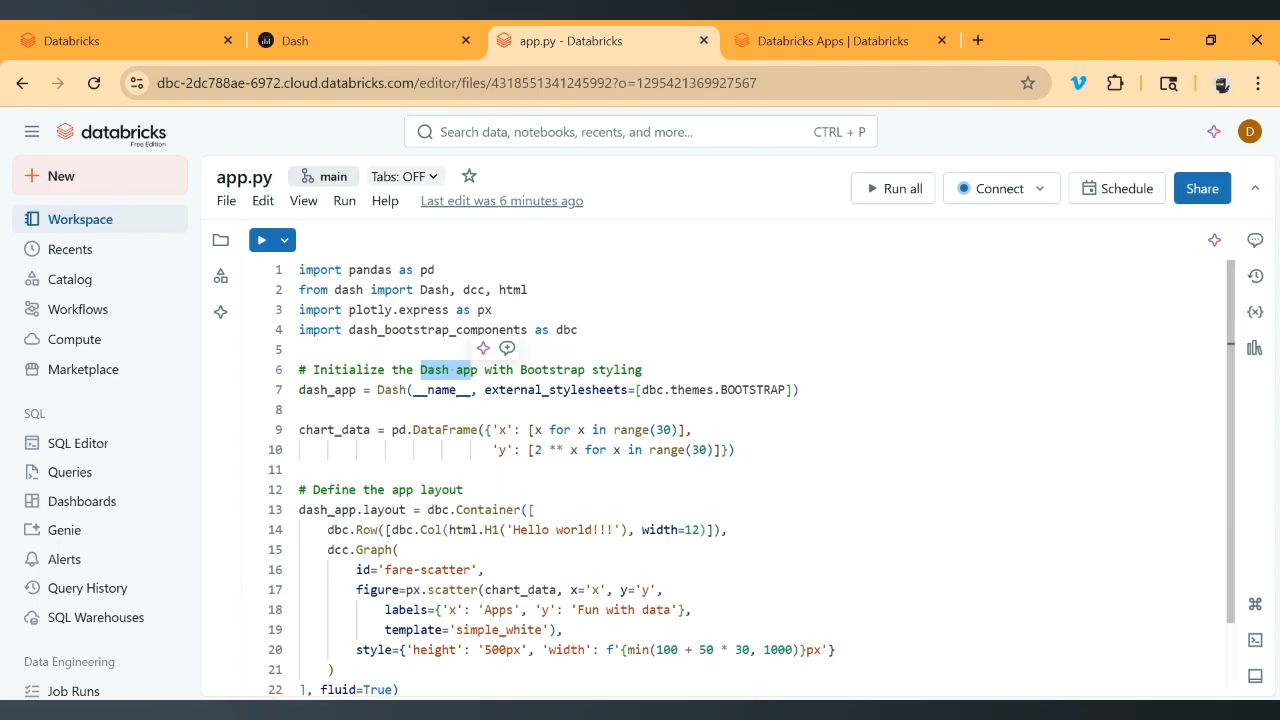 Databricks
Dash
app.py - Databricks
Databricks Apps | Databricks
dbc-2dc788ae-6972.cloud.databricks.com/editor/files/4318551341245992?o=1295421369927567
databricks
Free Edition
Search data, notebooks, recents, and more...
CTRL + P
D
New
Workspace
Recents
Catalog
Workflows
Compute
Marketplace
SQL
SQL Editor
Queries
Dashboards
Genie
Alerts
Query History
SQL Warehouses
Data Engineering
Job Runs
app.py
main
Tabs: OFF
File
Edit
View
Run
Help
Last edit was 6 minutes ago
Run all
Connect
Schedule
Share
1 import pandas as pd
2 from dash import Dash, dcc, html
3 import plotly.express as px
4 import dash_bootstrap_components as dbc
5
6 # Initialize the Dash app with Bootstrap styling
7 dash_app = Dash(__name__, external_stylesheets=[dbc.themes.BOOTSTRAP])
8
9 chart_data = pd.DataFrame({'x': [x for x in range(30)],
10 'y': [2 ** x for x in range(30)]})
11
12 # Define the app layout
13 dash_app.layout = dbc.Container([
14 dbc.Row([dbc.Col(html.H1('Hello world!!!'), width=12)]),
15 dcc.Graph(
16 id='fare-scatter',
17 figure=px.scatter(chart_data, x='x', y='y',
18 labels={'x': 'Apps', 'y': 'Fun with data'},
19 template='simple_white'),
20 style={'height': '500px', 'width': f'{min(100 + 50 * 30, 1000)}px'}
21 )
22 ], fluid=True)